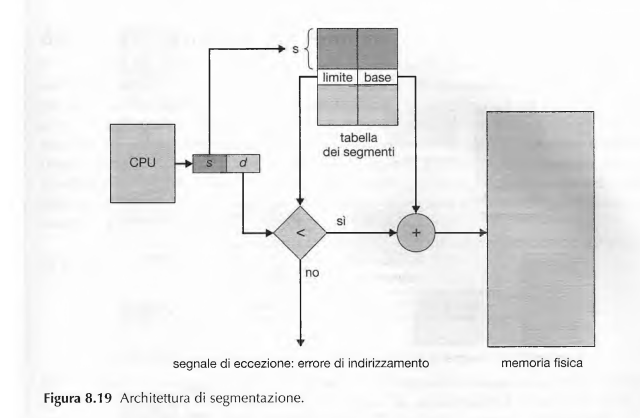 s
limite base
tabella
dei segmenti
CPU
s d
<
sì
+
no
segnale di eccezione: errore di indirizzamento
memoria fisica
Figura 8.19 Architettura di segmentazione.